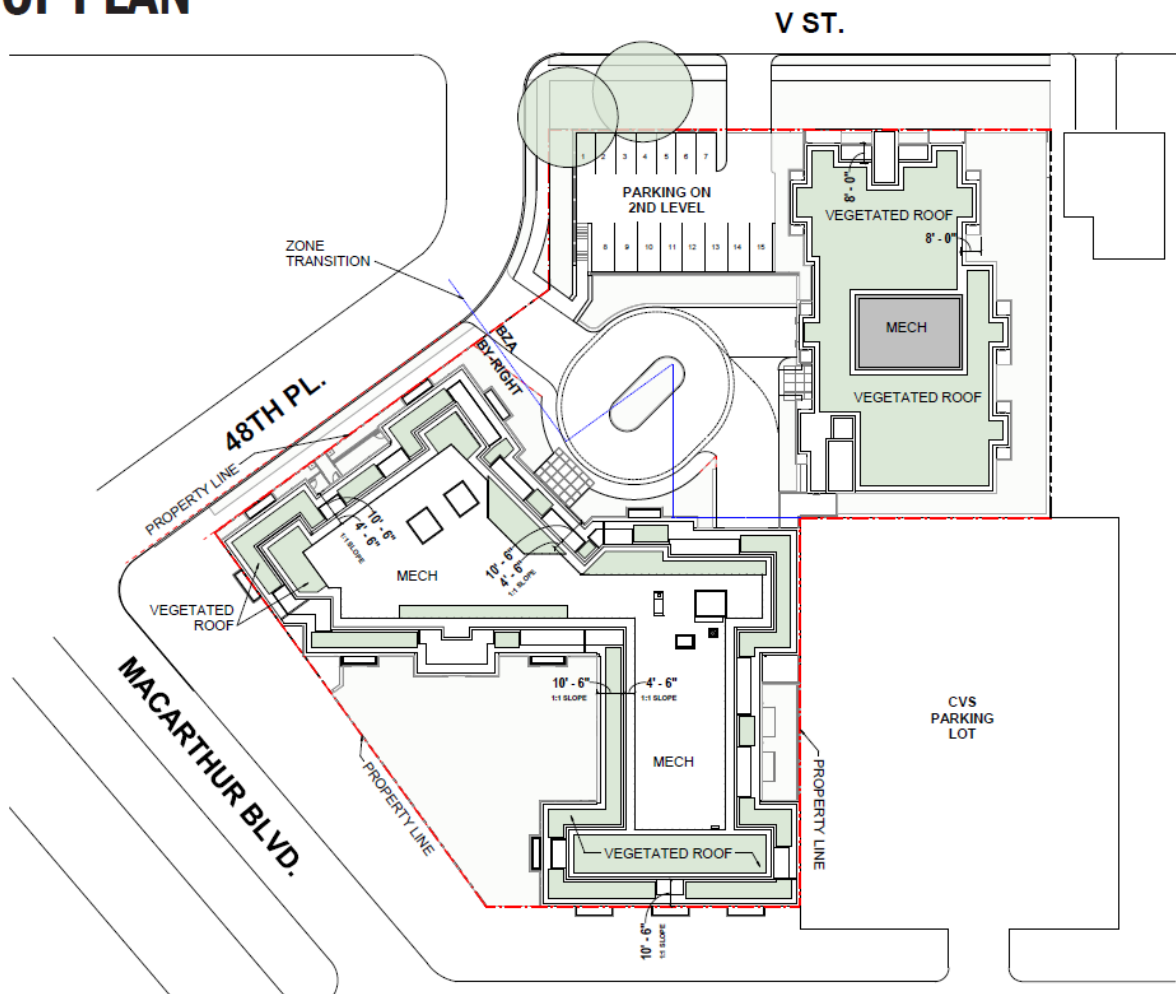 OF PLAN
V ST.
1 2 3 4 5 6 7
PARKING ON
2ND LEVEL
8 9 10 11 12 13 14 15
8' - 0"
VEGETATED ROOF
8' - 0"
ZONE
TRANSITION
MECH
BZA
BY-RIGHT
VEGETATED ROOF
48TH PL.
PROPERTY LINE
10' - 6"
4' - 6"
1:1 SLOPE
10' - 6"
4' - 6"
1:1 SLOPE
MECH
VEGETATED
ROOF
10' - 6"
1:1 SLOPE
4' - 6"
1:1 SLOPE
MACARTHUR BLVD.
CVS
PARKING
LOT
MECH
PROPERTY LINE
PROPERTY LINE
VEGETATED ROOF
10' - 6"
1:1 SLOPE